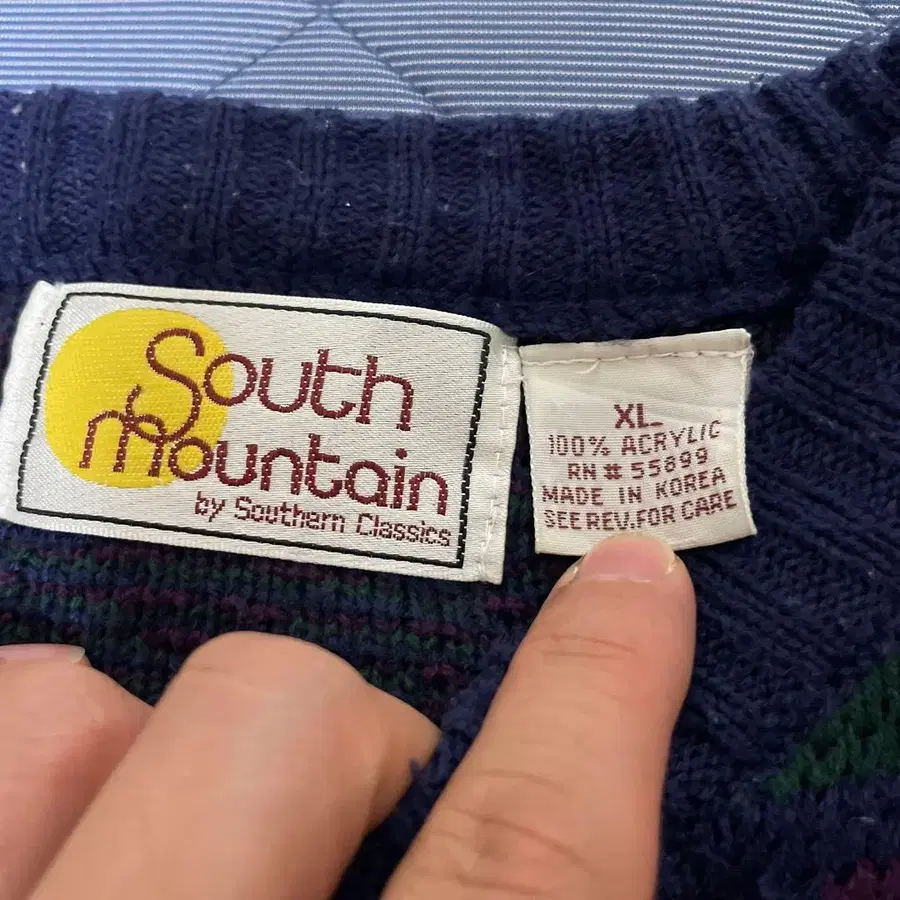 South
mountain
by Southern Classics
XL
100% ACRYLIC
RN # 55899
MADE IN KOREA
SEE REV. FOR CARE